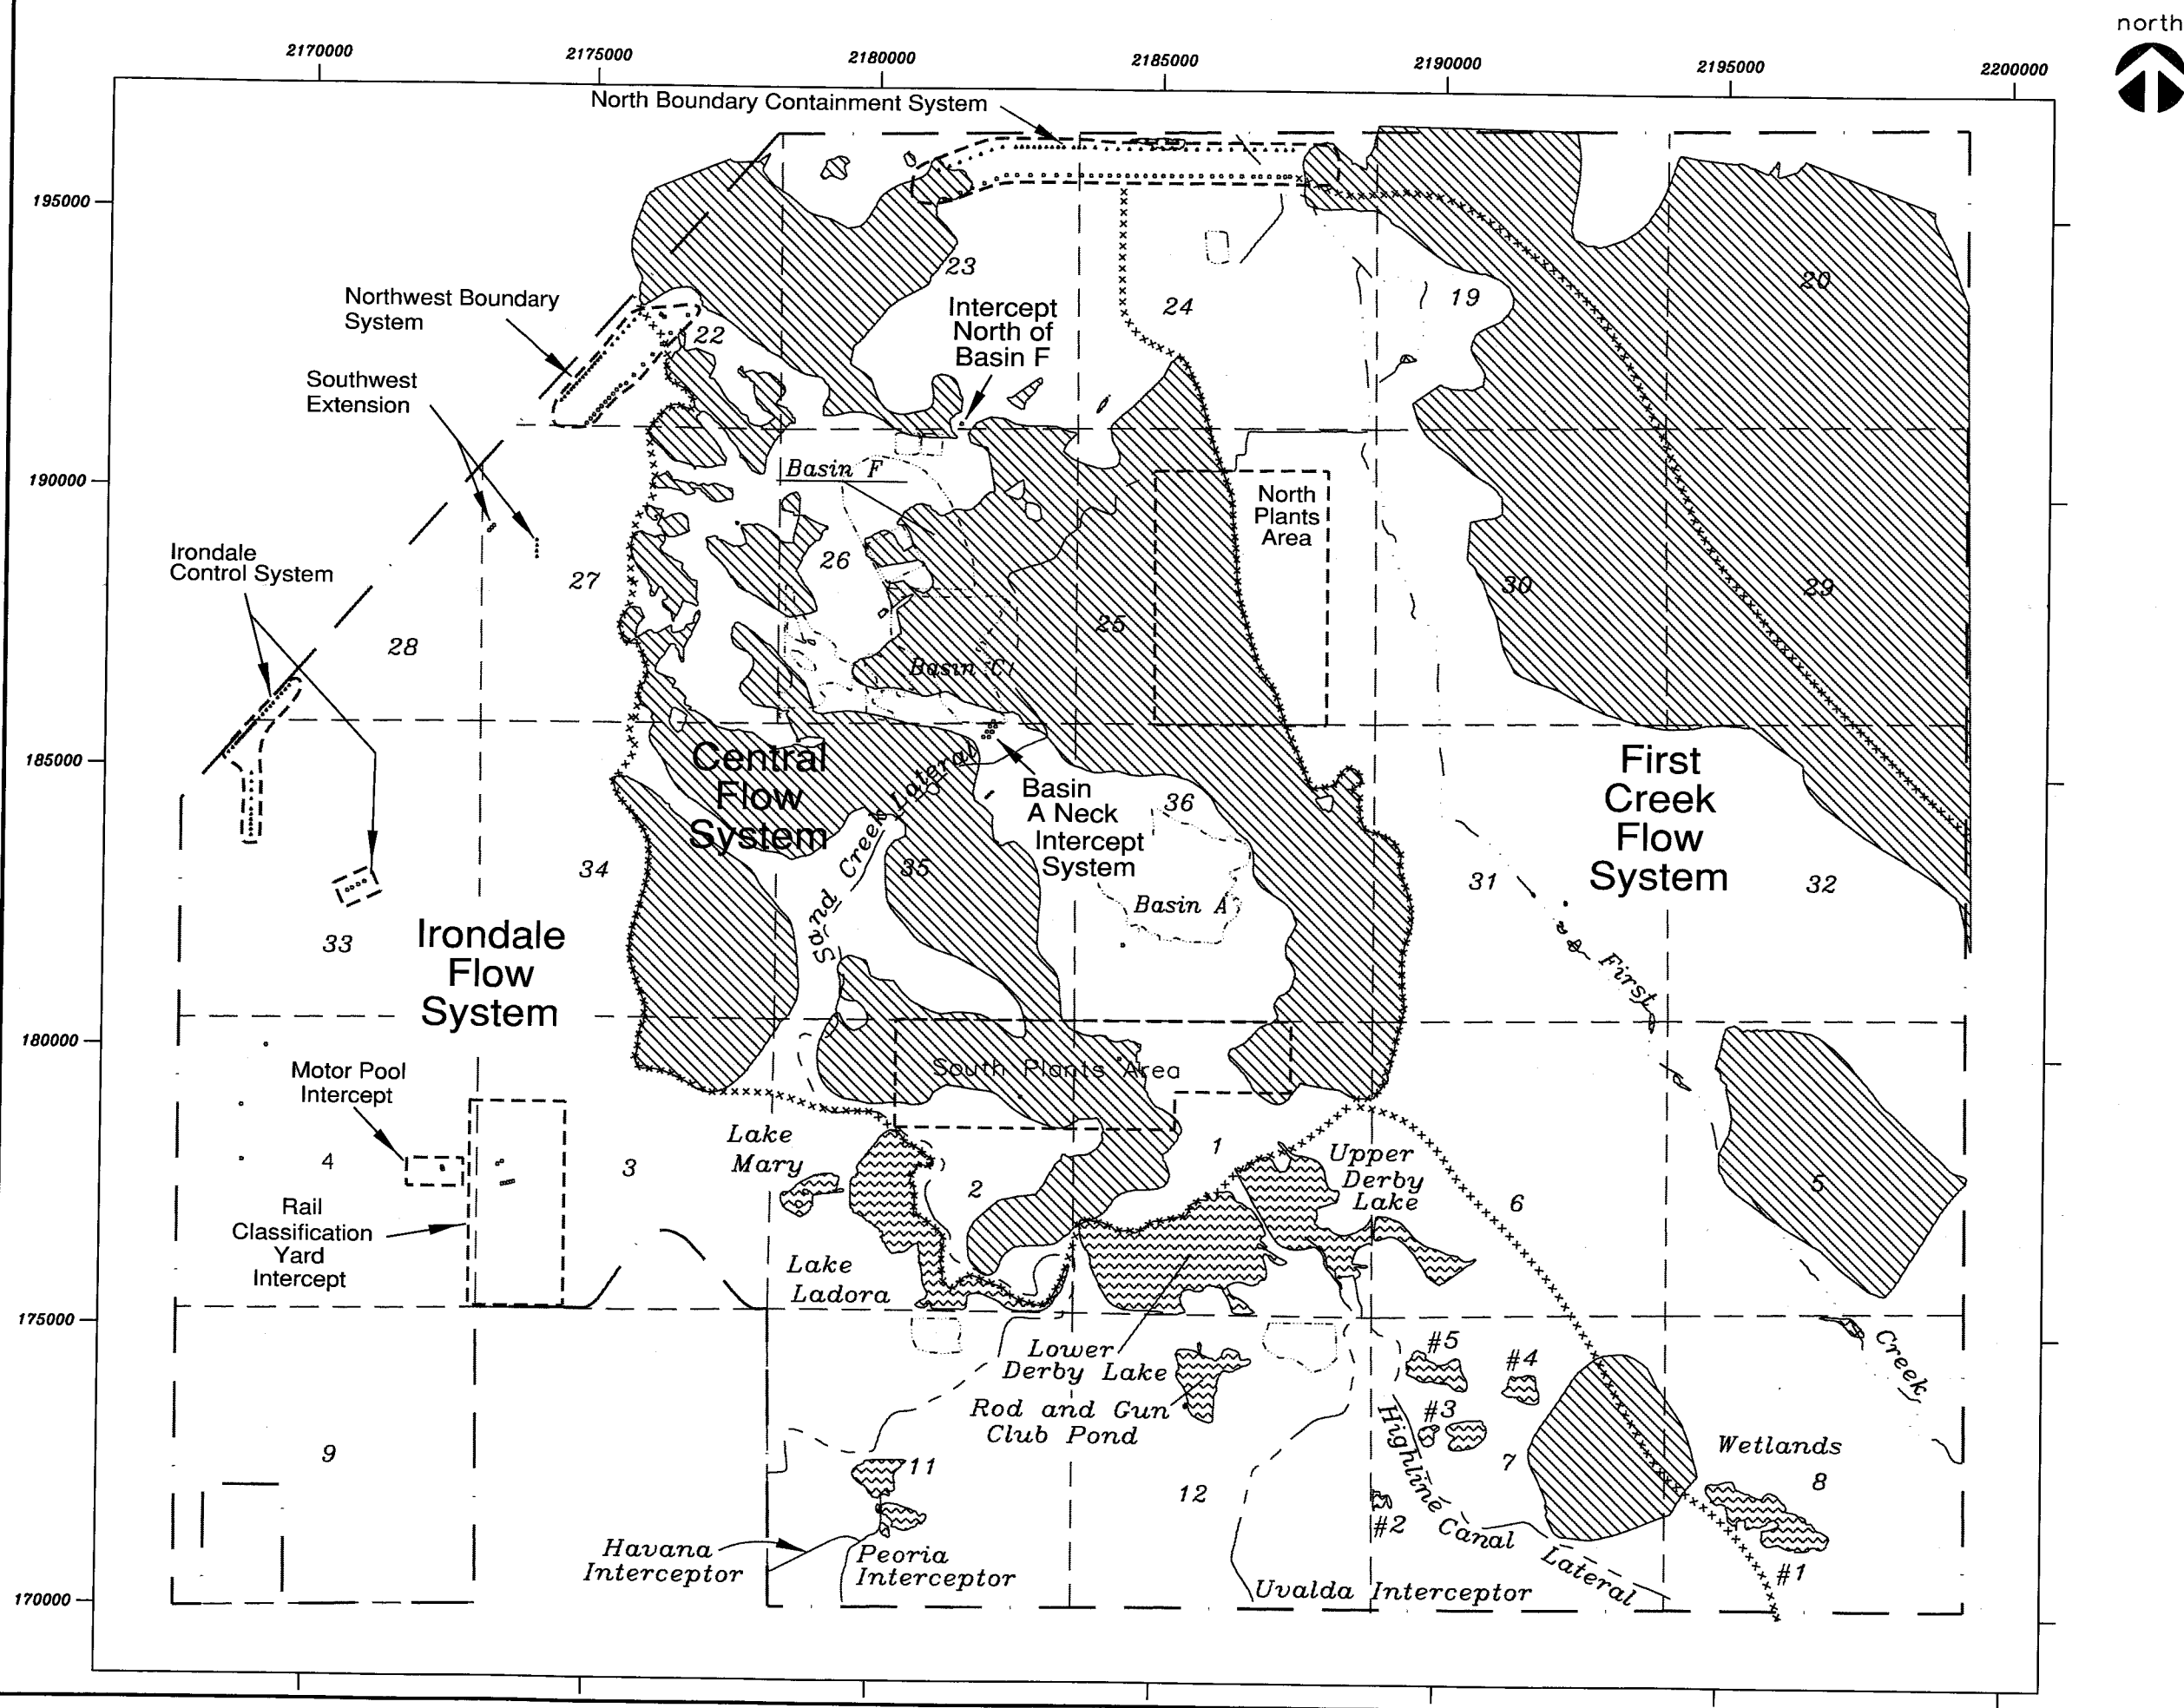 north
2170000
2175000
2180000
2185000
2190000
2195000
2200000
North Boundary Containment System
195000
23
20
Northwest Boundary
System
22
Intercept
North of
Basin F
24
19
Southwest
Extension
190000
Basin F
North
Plants
Area
Irondale
Control System
27
26
30
29
28
25
Basin C
185000
Central
Flow
System
Sand Creek Lateral
Basin
A Neck
Intercept
System
36
First
Creek
Flow
System
34
35
31
32
Basin A
33
Irondale
Flow
System
First
180000
Motor Pool
Intercept
South Plants Area
4
3
Lake
Mary
2
1
Upper
Derby
Lake
6
5
Rail
Classification
Yard
Intercept
Lake
Ladora
175000
Lower
Derby Lake
#5
#4
Creek
Rod and Gun
Club Pond
#3
Highline Canal Lateral
9
11
7
Wetlands
8
12
#2
Havana
Interceptor
Peoria
Interceptor
#1
Uvalda Interceptor
170000